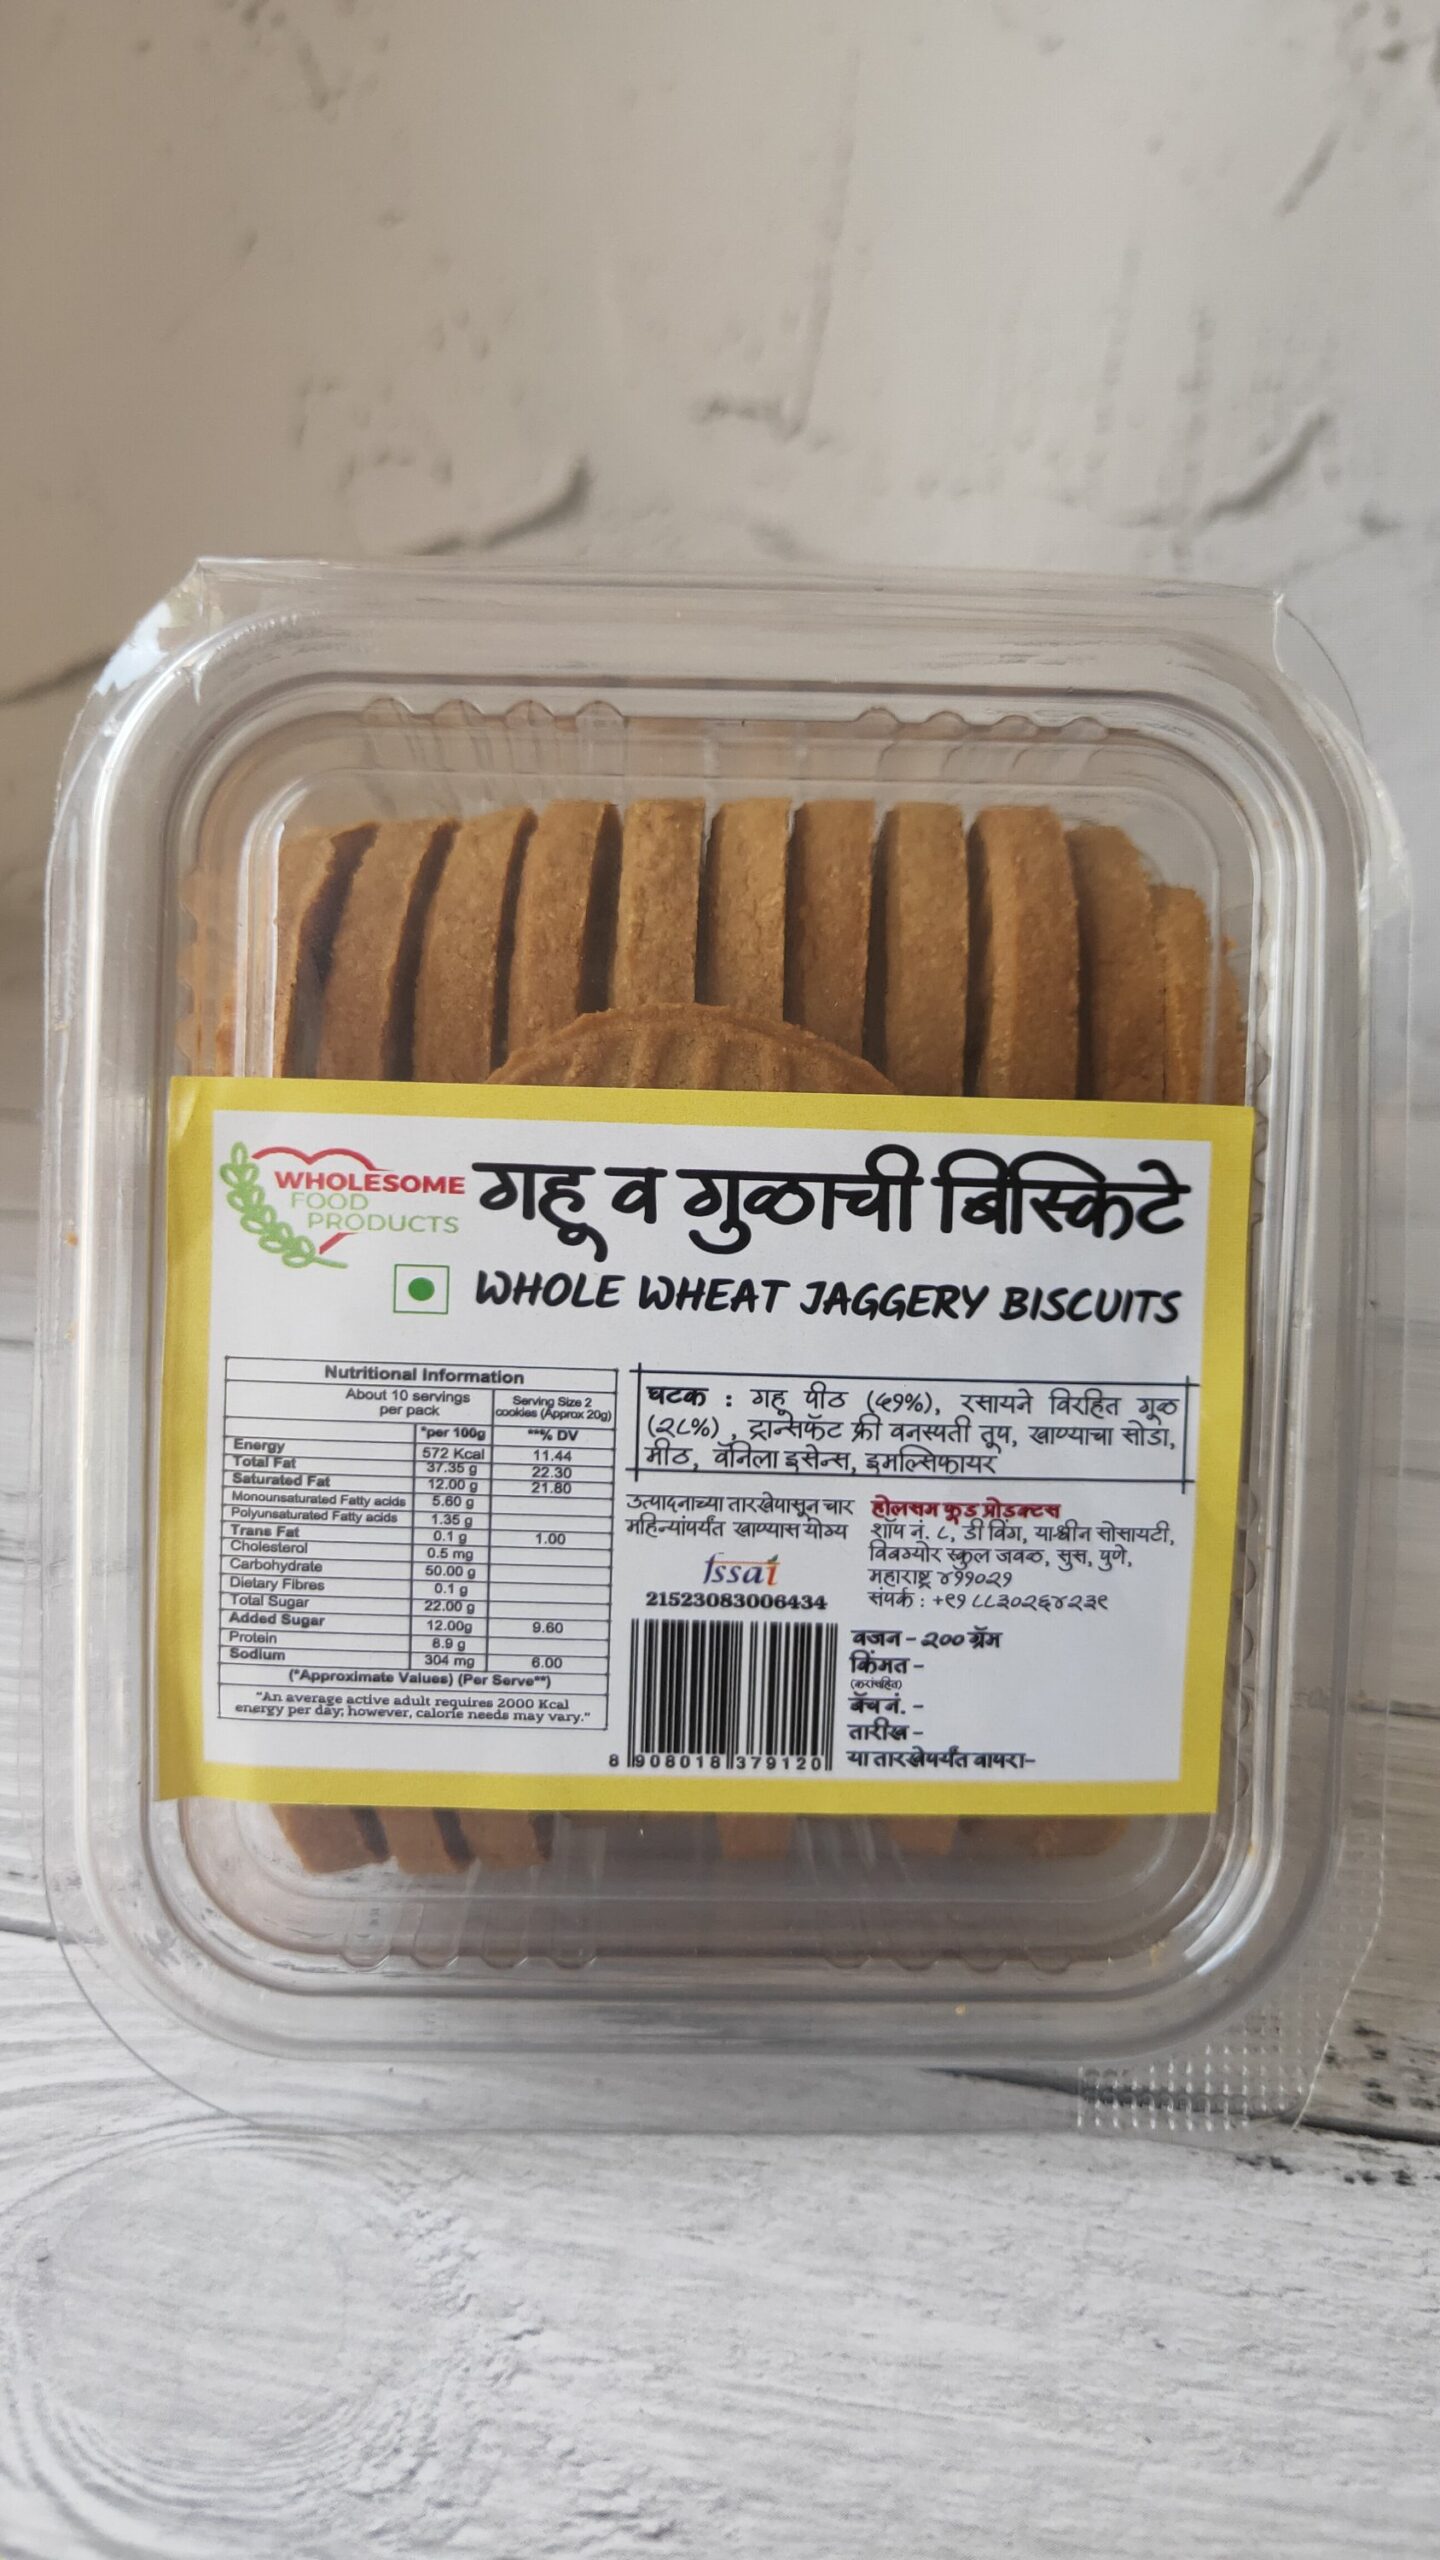 WHOLESOME
FOOD
PRODUCTS
गहू व गुळाची बिस्किटे
WHOLE WHEAT JAGGERY BISCUITS
Nutritional Information
About 10 servings per pack
Serving Size 2 cookies (Approx 20g)
*per 100g **% DV
Energy 572 Kcal 11.44
Total Fat 37.35 g 22.30
Saturated Fat 12.00 g 21.80
Monounsaturated Fatty acids 5.60 g
Polyunsaturated Fatty acids 1.35 g
Trans Fat 0.1 g 1.00
Cholesterol 0.5 mg
Carbohydrate 50.00 g
Dietary Fibres 0.1 g
Total Sugar 22.00 g
Added Sugar 12.00g 9.60
Protein 8.9 g
Sodium 304 mg 6.00
(*Approximate Values) (Per Serve**)
"An average active adult requires 2000 Kcal
energy per day; however, calorie needs may vary."
घटक : गहू पीठ (५१%), रसायने विरहित गूळ
(२८%) , ट्रान्सफॅट फ्री वनस्पती तूप, खाण्याचा सोडा,
मीठ, वॅनिला इसेन्स, इमल्सिफायर
उत्पादनाच्या तारखेपासून चार
महिन्यांपर्यंत खाण्यास योग्य
fssai
21523083006434
होलसम फूड प्रोडक्टस
शॉप नं. ८, डी विंग, याश्वीन सोसायटी,
विबग्योर स्कुल जवळ, सुस, पुणे,
महाराष्ट्र ४११०२१
संपर्क : +९१ ८८३०२६४२३९
8 908018 379120
वजन - २०० ग्रॅम
किंमत -
(करांसहित)
बॅच नं. -
तारीख -
या तारखेपर्यंत वापरा-